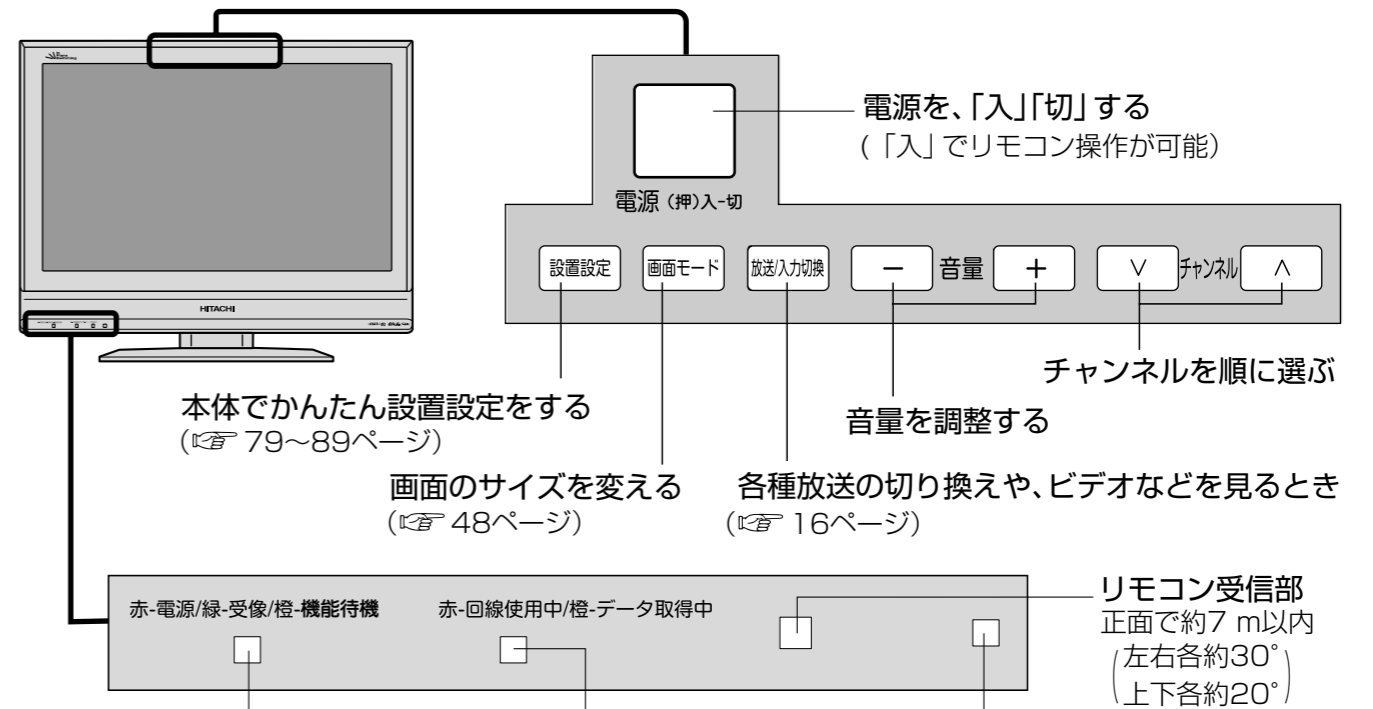 電源を、「入」「切」する
(「入」でリモコン操作が可能)
電源 (押)入-切
設置設定
画面モード
放送/入力切換
− 音量 +
∨ チャンネル ∧
HITACHI
チャンネルを順に選ぶ
本体でかんたん設置設定をする
(☞ 79～89ページ)
音量を調整する
画面のサイズを変える
(☞ 48ページ)
各種放送の切り換えや、ビデオなどを見るとき
(☞ 16ページ)
赤-電源/緑-受像/橙-機能待機
赤-回線使用中/橙-データ取得中
リモコン受信部
正面で約7 m以内
(左右各約30°
上下各約20°)